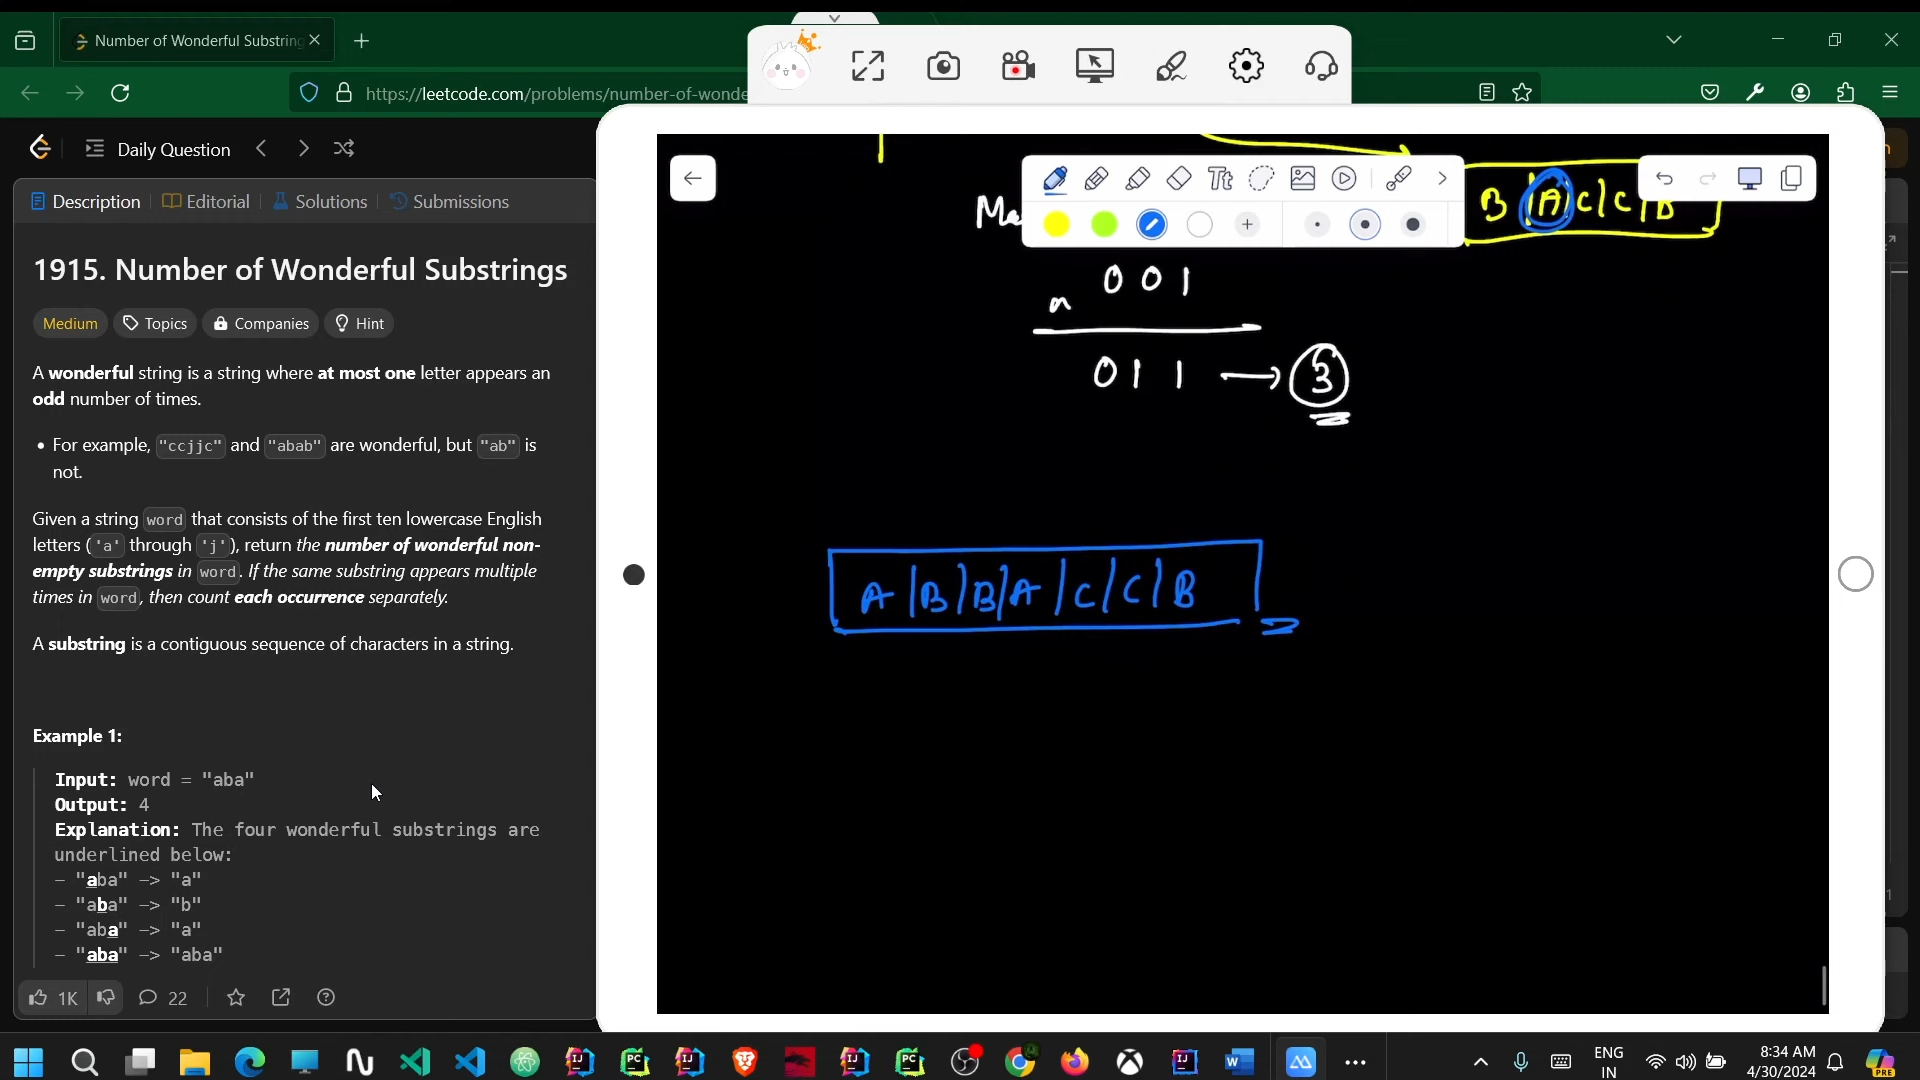 Number of Wonderful Substring
https://leetcode.com/problems/number-of-wonde
Daily Question
Description
Editorial
Solutions
Submissions
1915. Number of Wonderful Substrings
Medium
Topics
Companies
Hint
A wonderful string is a string where at most one letter appears an
odd number of times.
• For example, "ccjjc" and "abab" are wonderful, but "ab" is
not.
Given a string word that consists of the first ten lowercase English
letters ('a' through 'j'), return the number of wonderful non-
empty substrings in word. If the same substring appears multiple
times in word, then count each occurrence separately.
A substring is a contiguous sequence of characters in a string.
Example 1:
Input: word = "aba"
Output: 4
Explanation: The four wonderful substrings are
underlined below:
- "aba" -> "a"
- "aba" -> "b"
- "aba" -> "a"
- "aba" -> "aba"
1K
22
Tt
B |A|C|C|B
0 0 1
0 1 1 → 3
A|B|B|A|C|C|B
ENG
IN
8:34 AM
4/30/2024
PRE